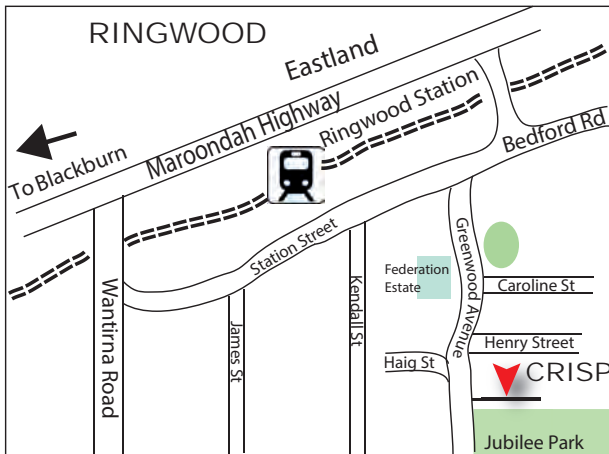 RINGWOOD
Eastland
Maroondah Highway
Ringwood Station
To Blackburn
Bedford Rd
Station Street
Greenwood Avenue
Federation
Estate
Caroline St
Wantirna Road
James St
Kendall St
Henry Street
Haig St
CRISP
Jubilee Park